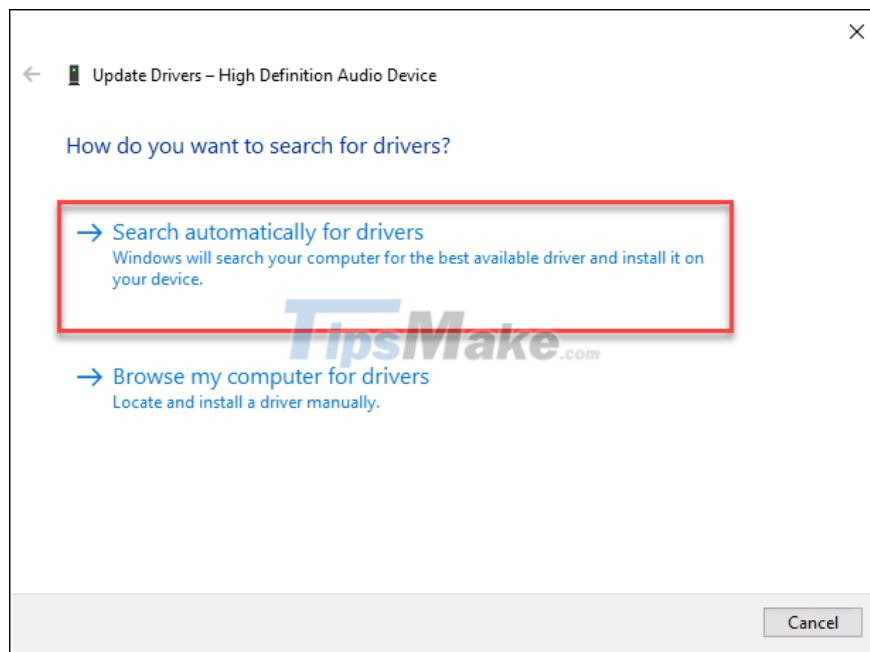 Update Drivers – High Definition Audio Device
How do you want to search for drivers?
Search automatically for drivers
Windows will search your computer for the best available driver and install it on
your device.
TipsMake.com
Browse my computer for drivers
Locate and install a driver manually.
Cancel